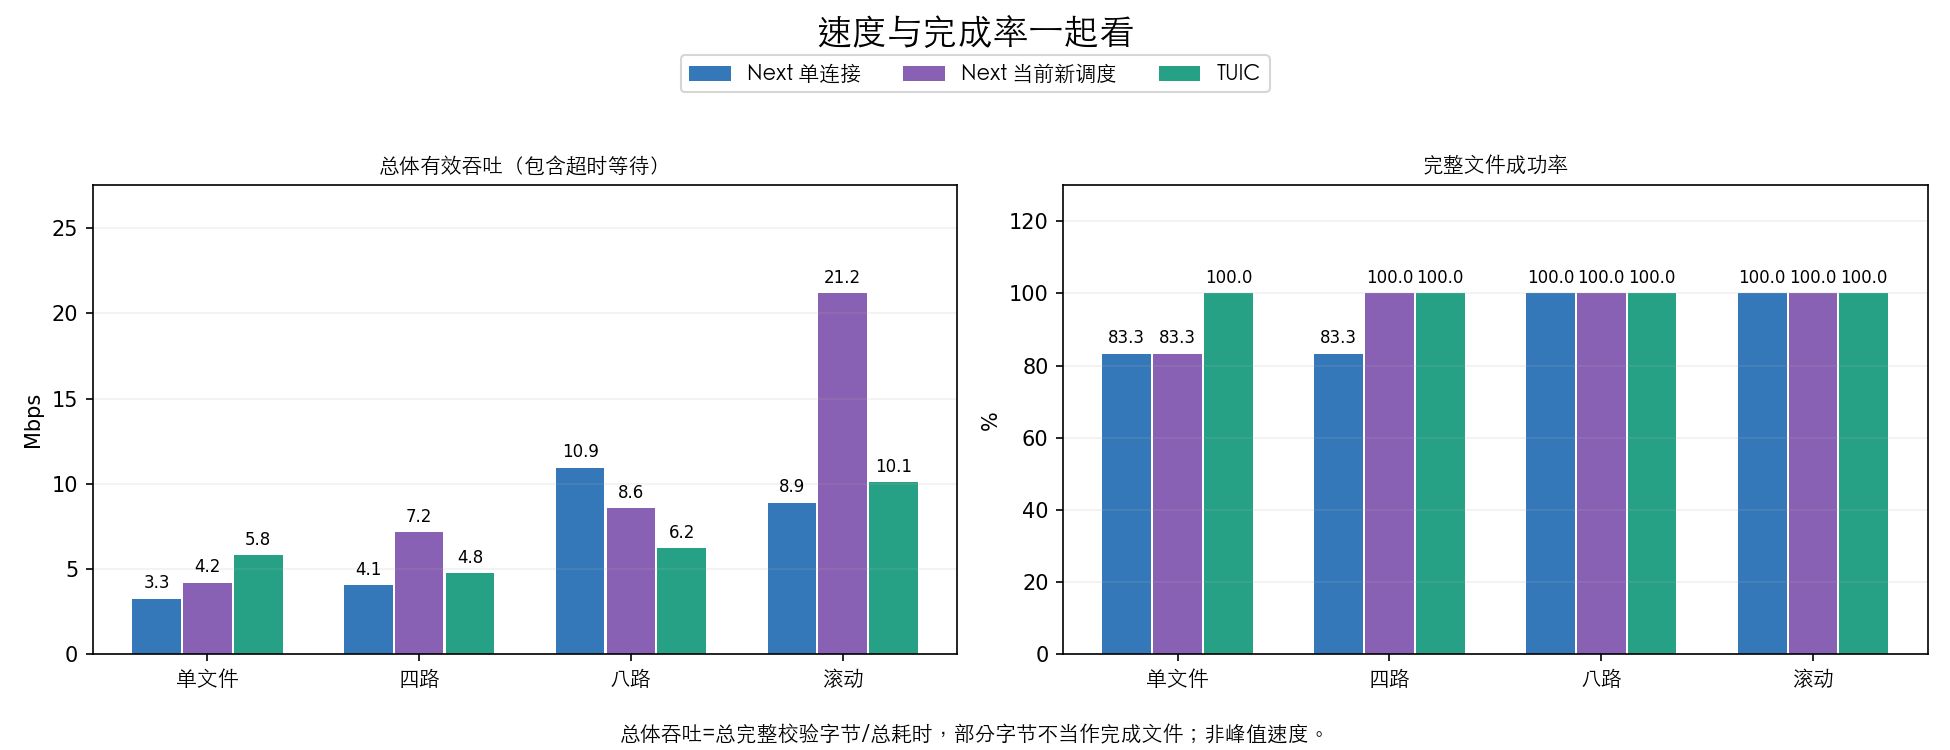 速度与完成率一起看
Next 单连接 Next 当前新调度 TUIC
总体有效吞吐（包含超时等待）
Mbps
25
20
15
10
5
0
3.3 4.2 5.8
4.1 7.2 4.8
10.9 8.6 6.2
8.9 21.2 10.1
单文件 四路 八路 滚动
完整文件成功率
%
120
100
80
60
40
20
0
83.3 83.3 100.0
83.3 100.0 100.0
100.0 100.0 100.0
100.0 100.0 100.0
单文件 四路 八路 滚动
总体吞吐=总完整校验字节/总耗时，部分字节不当作完成文件；非峰值速度。